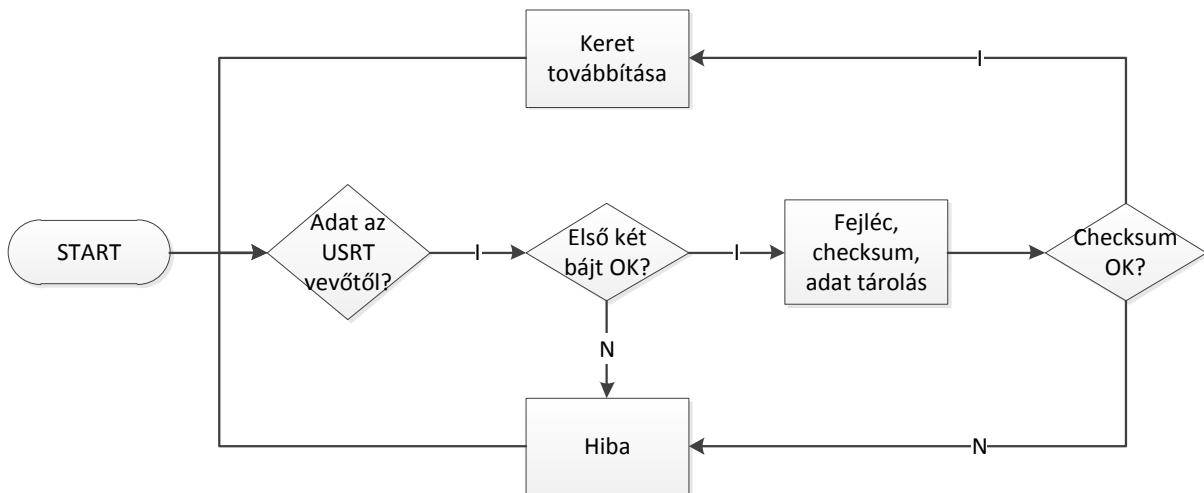 Keret
továbbítása
I
START
Adat az
USRT
vevőtől?
I
Első két
bájt OK?
I
Fejléc,
checksum,
adat tárolás
Checksum
OK?
N
Hiba
N